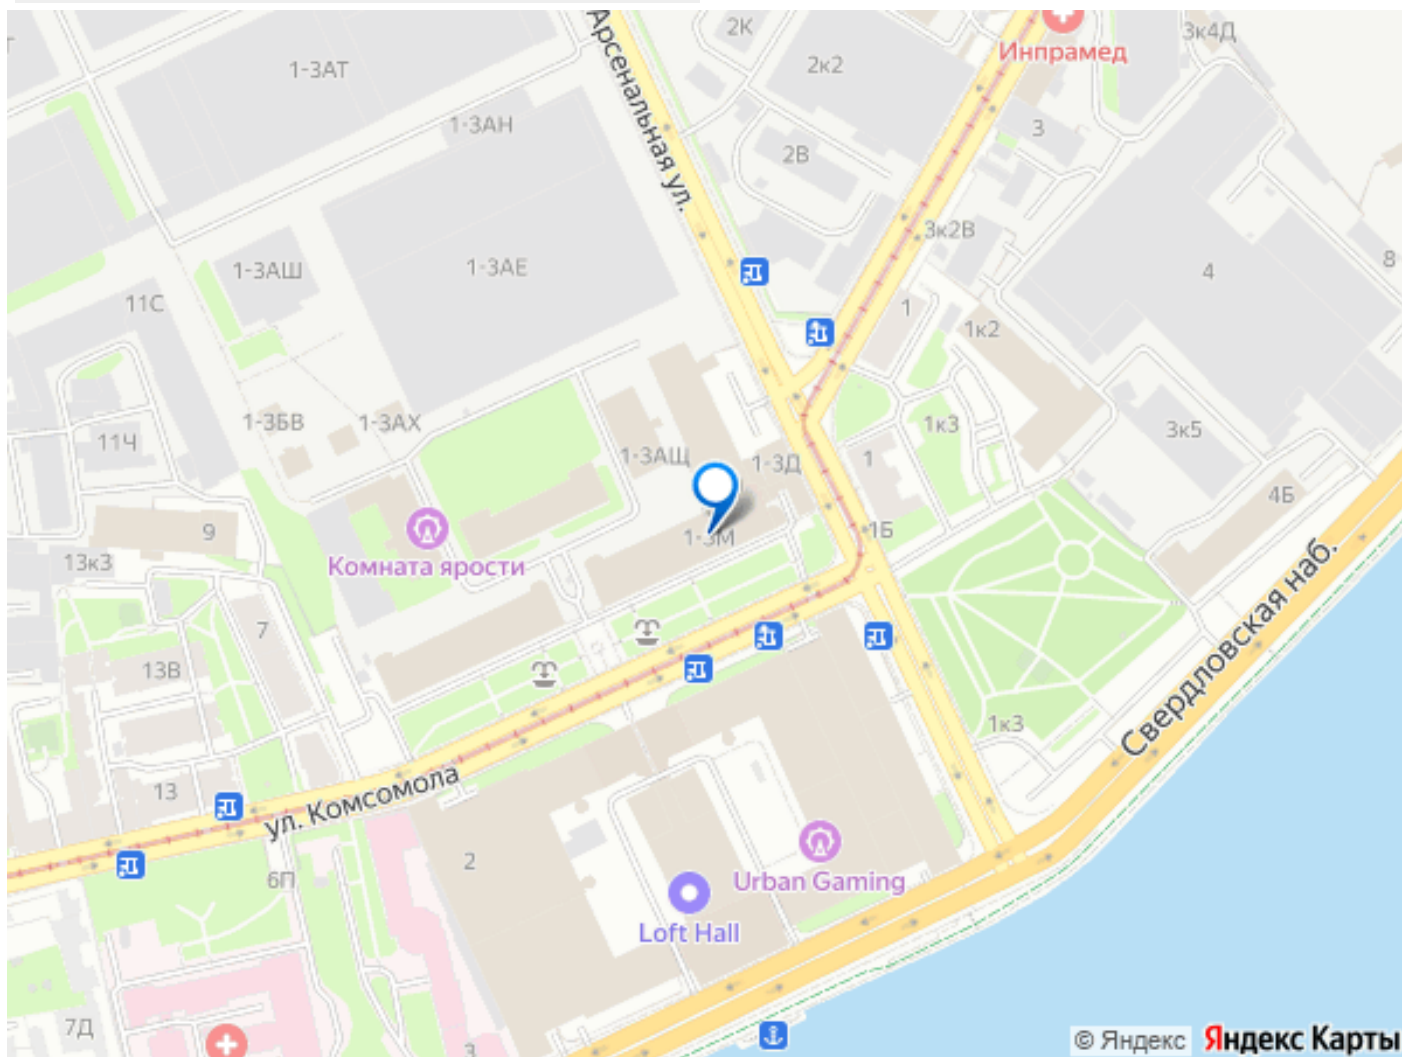 2К
3к4Д
Инпрамед
1-3АТ
2к2
Арсенальная ул.
1-3АН
3
2В
3к2В
1-3АШ
1-3АЕ
4
8
11С
1
1к2
1-3БВ
1-3АХ
1к3
3к5
11Ч
1-3АЩ
1-3Д
1
4Б
9
1-3М
1Б
13к3
Комната ярости
Свердловская наб.
7
13В
1к3
13
ул. Комсомола
2
6П
Urban Gaming
Loft Hall
7Д
3
© Яндекс Яндекс Карты